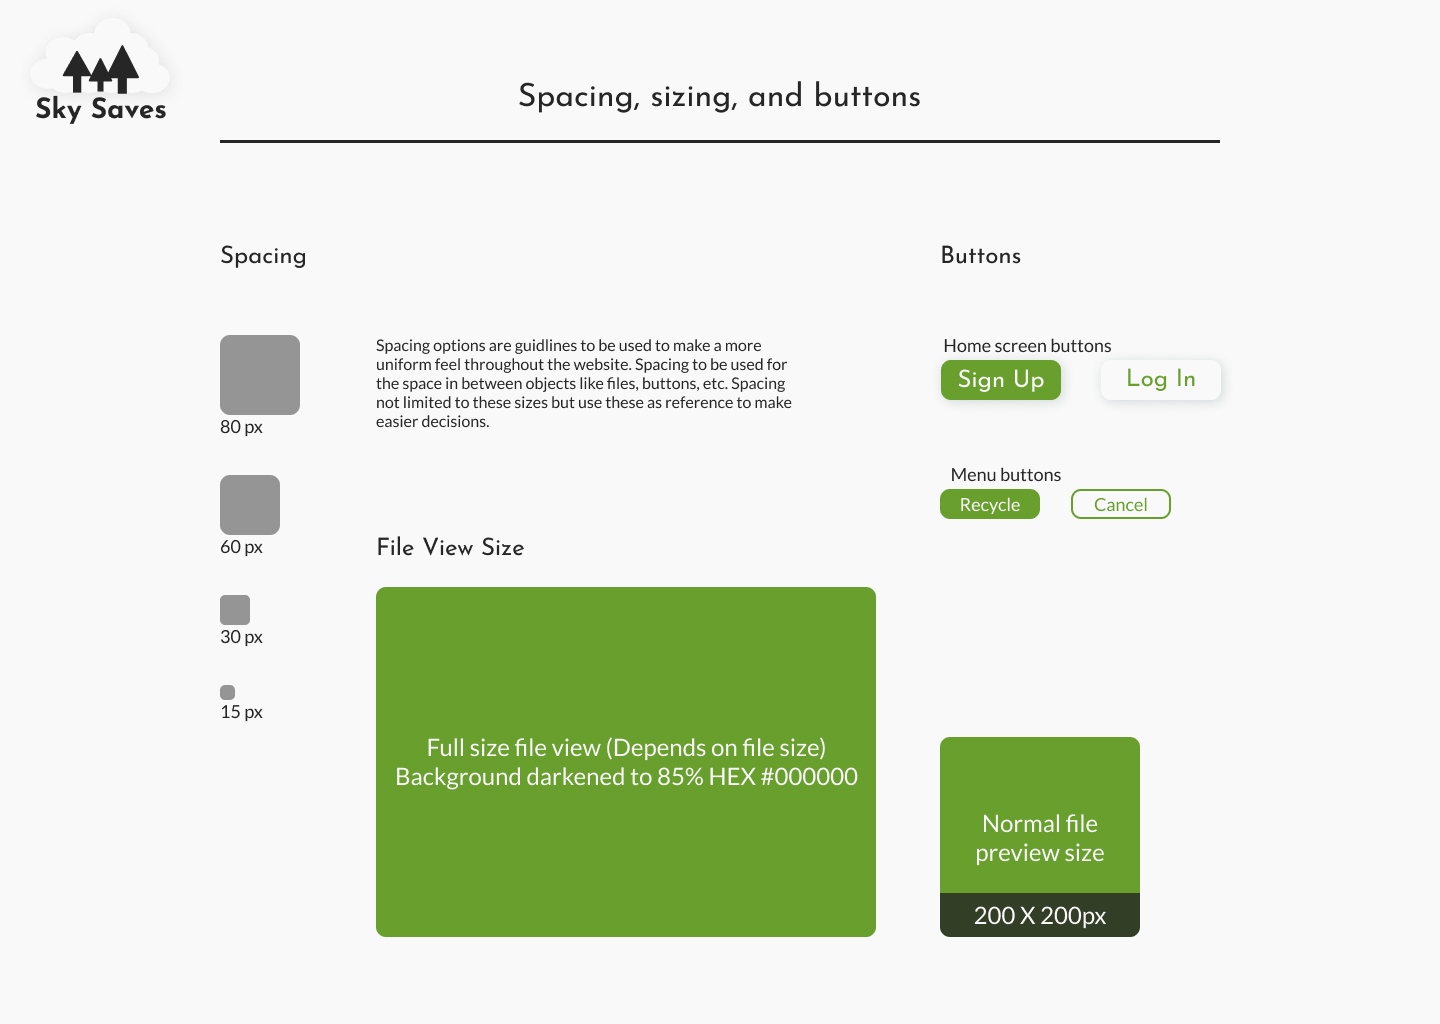 Sky Saves
Spacing, sizing, and buttons
Spacing
80 px
60 px
30 px
15 px
Spacing options are guidlines to be used to make a more
uniform feel throughout the website. Spacing to be used for
the space in between objects like files, buttons, etc. Spacing
not limited to these sizes but use these as reference to make
easier decisions.
File View Size
Full size file view (Depends on file size)
Background darkened to 85% HEX #000000
Buttons
Home screen buttons
Sign Up
Log In
Menu buttons
Recycle
Cancel
Normal file
preview size
200 X 200px